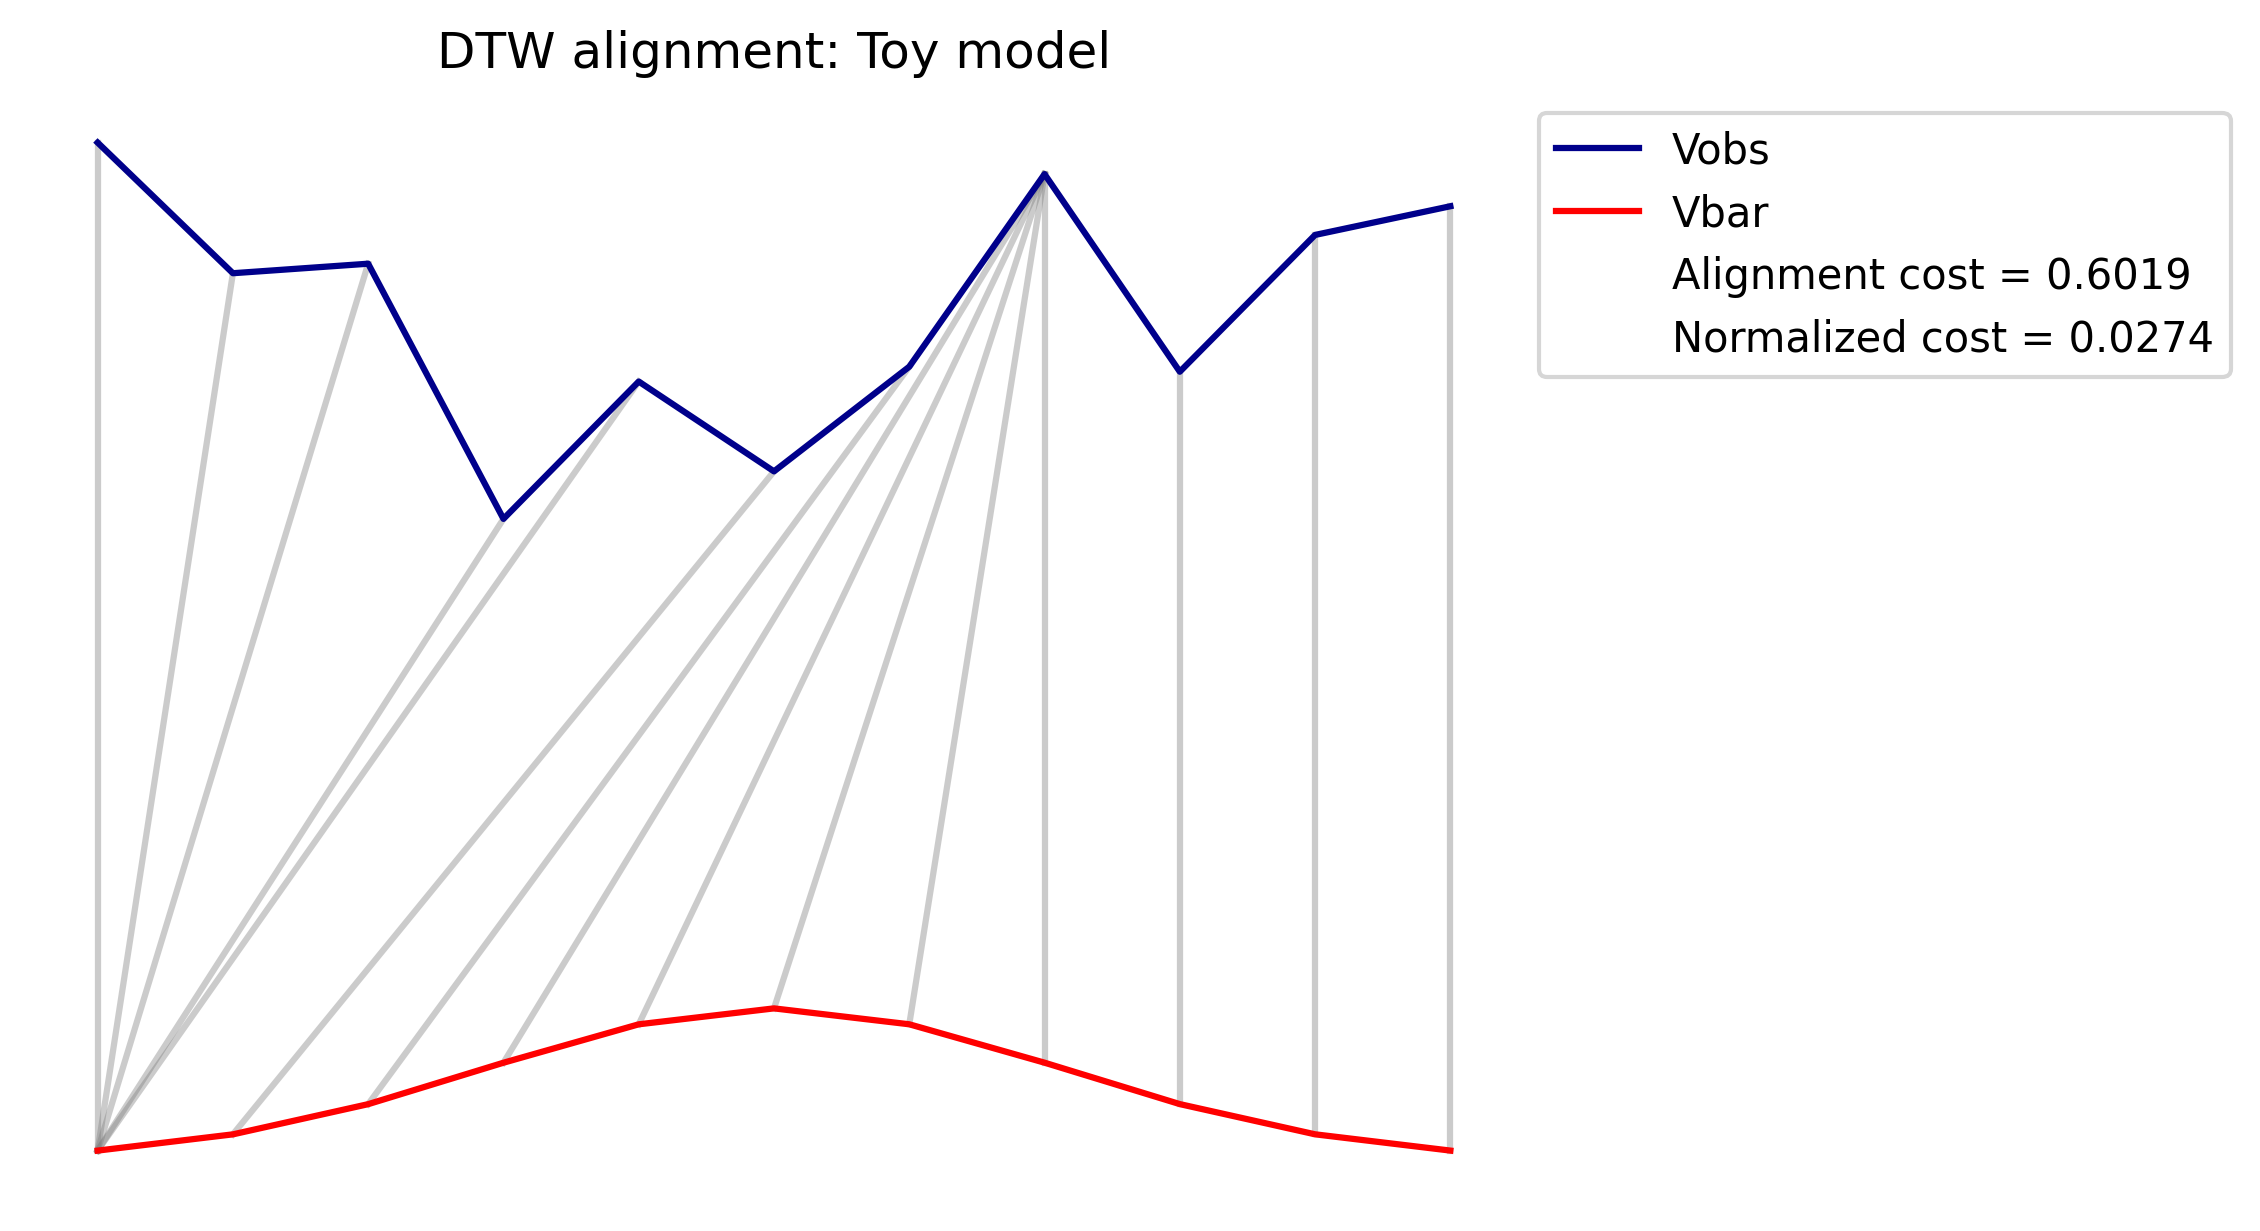 DTW alignment: Toy model
Vobs
Vbar
Alignment cost = 0.6019
Normalized cost = 0.0274